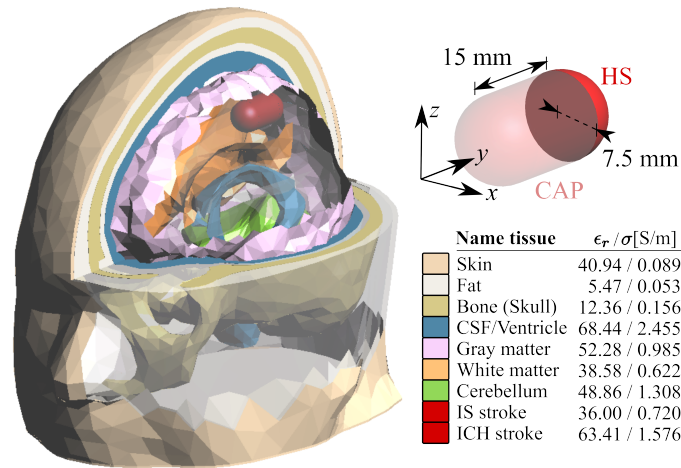 15 mm
HS
z
y
x
7.5 mm
CAP
Name tissue ϵr/σ[S/m]
Skin 40.94 / 0.089
Fat 5.47 / 0.053
Bone (Skull) 12.36 / 0.156
CSF/Ventricle 68.44 / 2.455
Gray matter 52.28 / 0.985
White matter 38.58 / 0.622
Cerebellum 48.86 / 1.308
IS stroke 36.00 / 0.720
ICH stroke 63.41 / 1.576